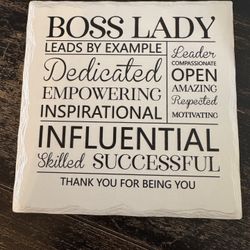 BOSS LADY
LEADS BY EXAMPLE
Dedicated
EMPOWERING
INSPIRATIONAL
Leader
COMPASSIONATE
OPEN
AMAZING
Respected
MOTIVATING
INFLUENTIAL
Skilled SUCCESSFUL
THANK YOU FOR BEING YOU